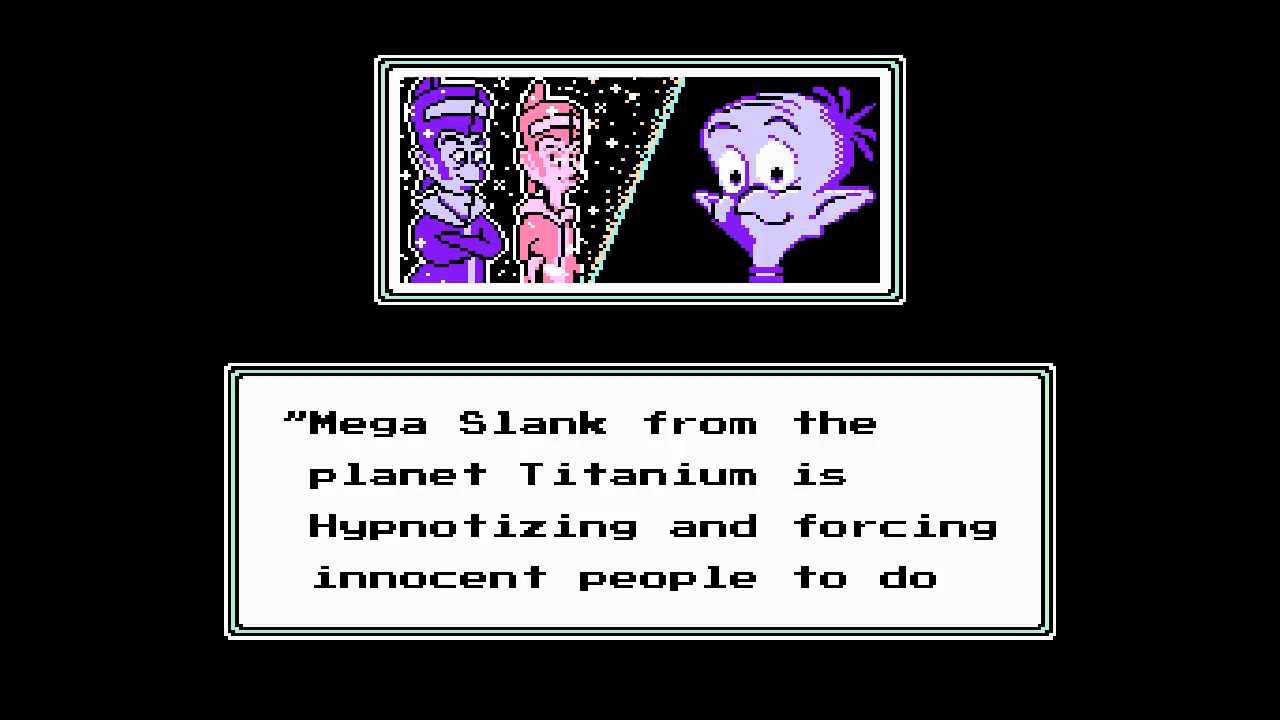 "Mega Slank from the
planet Titanium is
Hypnotizing and forcing
innocent people to do